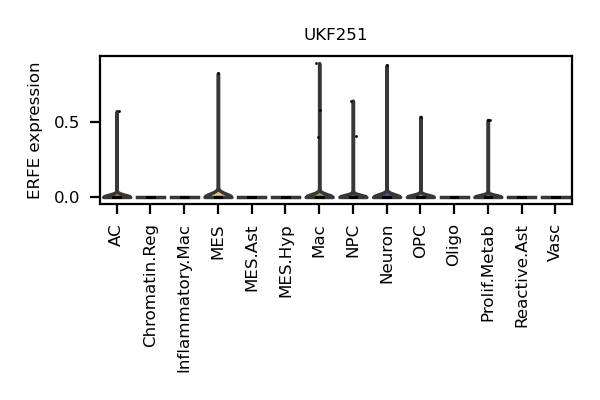 UKF251
ERFE expression
0.5
0.0
AC
Chromatin.Reg
Inflammatory.Mac
MES
MES.Ast
MES.Hyp
Mac
NPC
Neuron
OPC
Oligo
Prolif.Metab
Reactive.Ast
Vasc